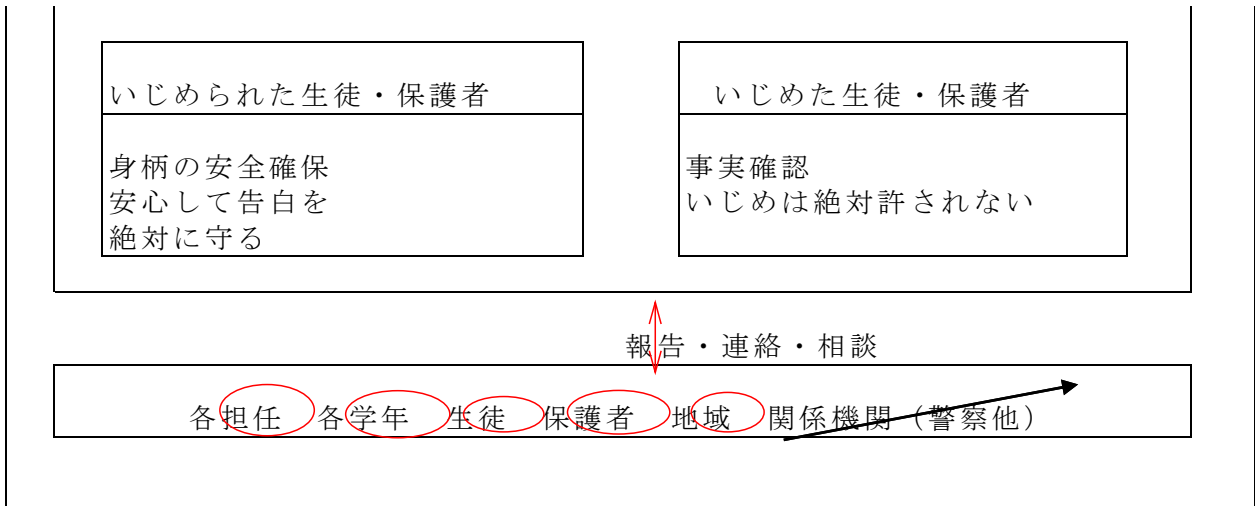 いじめられた生徒・保護者
いじめた生徒・保護者
身柄の安全確保
安心して告白を
絶対に守る
事実確認
いじめは絶対許されない
報告・連絡・相談
各担任 各学年 生徒 保護者 地域 関係機関（警察他）